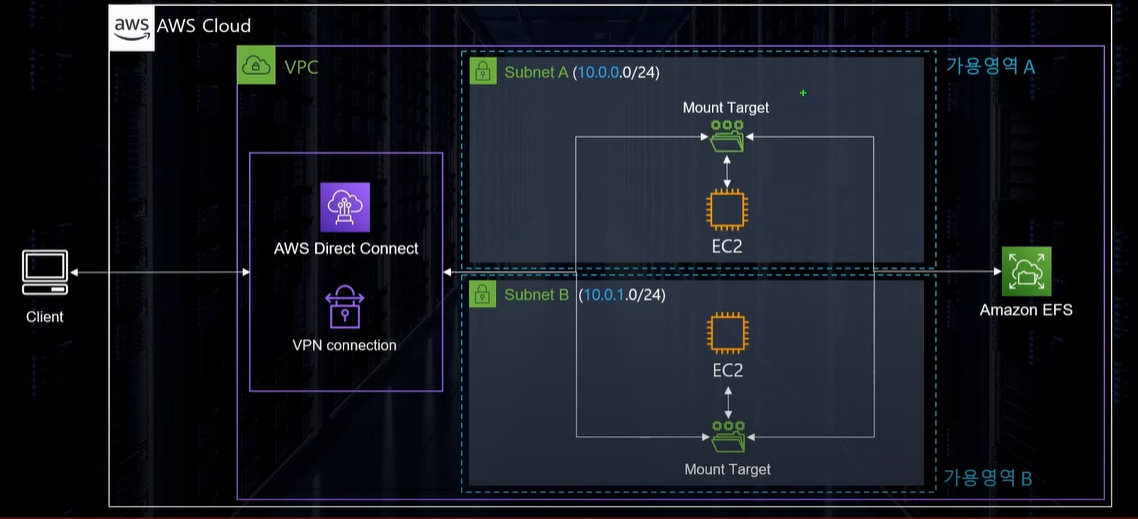 aws AWS Cloud
VPC
Subnet A (10.0.0.0/24)
가용영역 A
Mount Target
EC2
AWS Direct Connect
VPN connection
Client
Subnet B (10.0.1.0/24)
EC2
Mount Target
Amazon EFS
가용영역 B